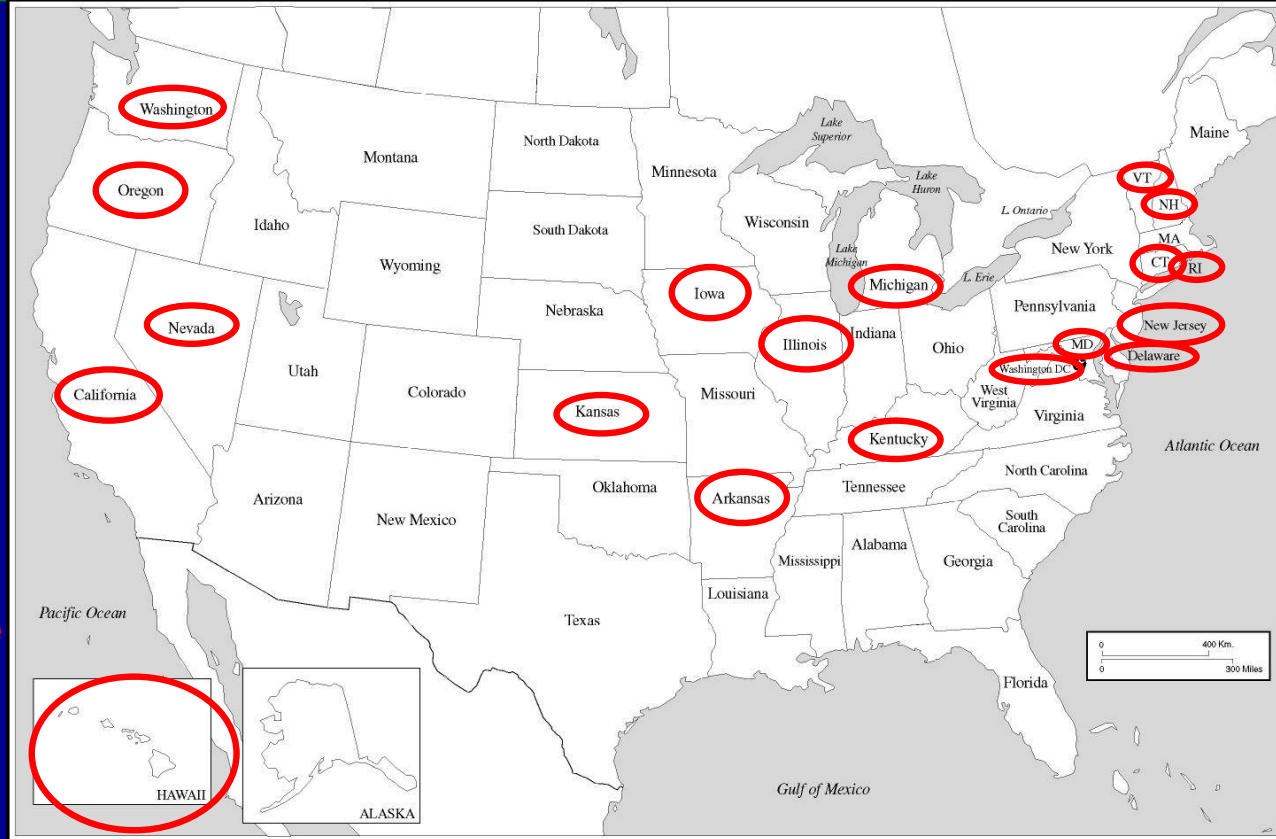 Washington
Lake
Superior
Maine
North Dakota
Montana
Minnesota
VT
Oregon
Lake
Huron
NH
L. Ontario
Idaho
Wisconsin
South Dakota
MA
New York
Lake
Michigan
Wyoming
CT
RI
L. Erie
Michigan
Iowa
Pennsylvania
Nebraska
New Jersey
Nevada
Indiana
Illinois
MD
Ohio
Delaware
Utah
Washington DC
Colorado
Missouri
West
Virginia
California
Kansas
Virginia
Kentucky
Atlantic Ocean
North Carolina
Oklahoma
Tennessee
Arizona
Arkansas
New Mexico
South
Carolina
Alabama
Mississippi
Georgia
Louisiana
Pacific Ocean
Texas
0
400 Km.
0
300 Miles
Florida
Gulf of Mexico
HAWAII
ALASKA